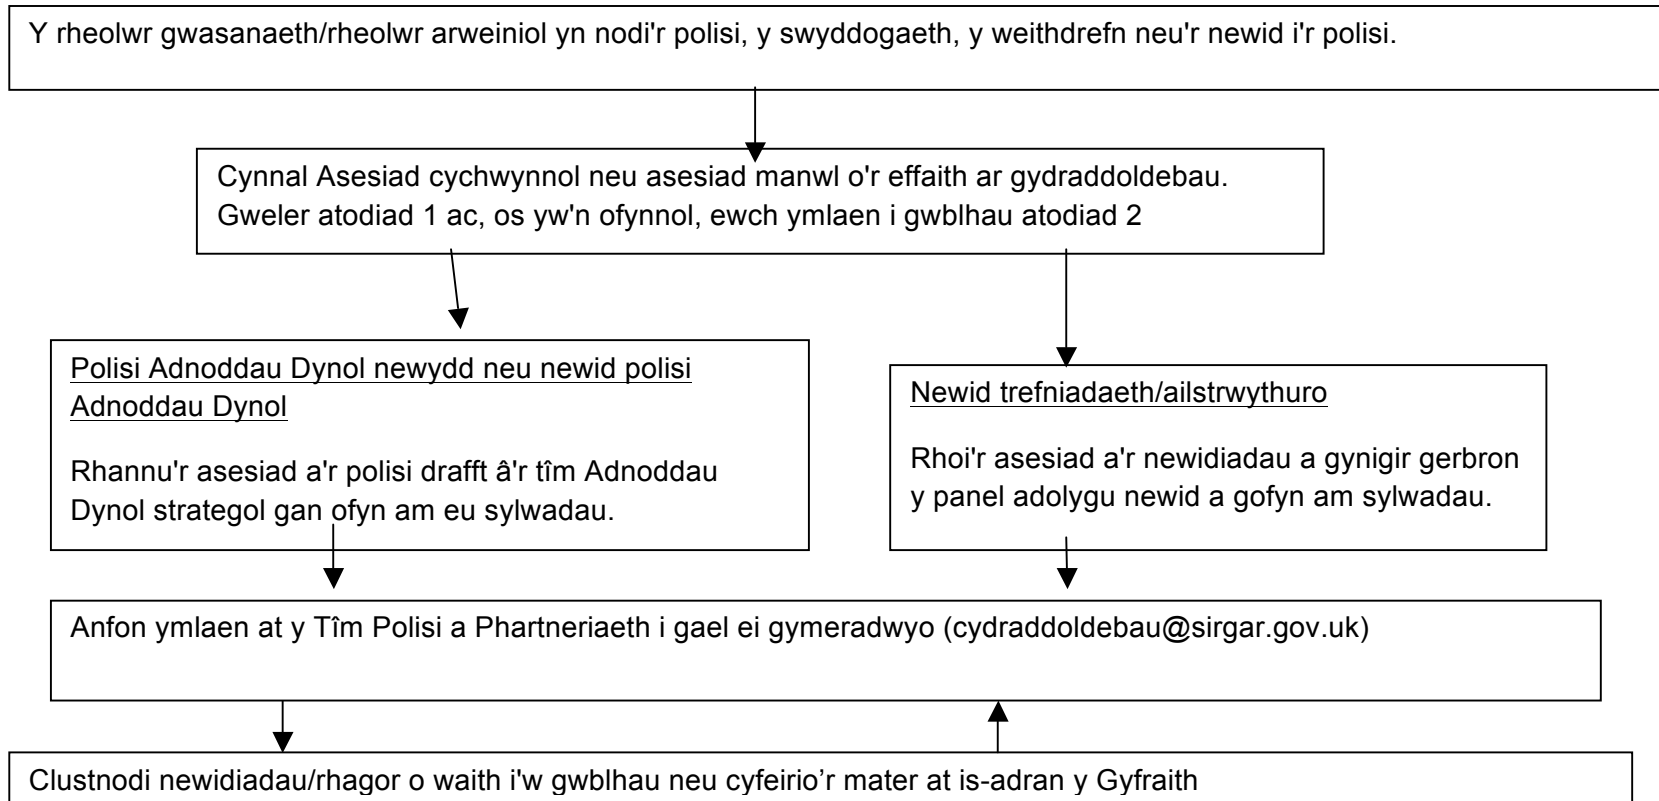 Y rheolwr gwasanaeth/rheolwr arweiniol yn nodi'r polisi, y swyddogaeth, y weithdrefn neu'r newid i'r polisi.
Cynnal Asesiad cychwynnol neu asesiad manwl o'r effaith ar gydraddoldebau.
Gweler atodiad 1 ac, os yw'n ofynnol, ewch ymlaen i gwblhau atodiad 2
Polisi Adnoddau Dynol newydd neu newid polisi
Adnoddau Dynol
Rhannu'r asesiad a'r polisi drafft â'r tîm Adnoddau
Dynol strategol gan ofyn am eu sylwadau.
Newid trefniadaeth/ailstrwythuro
Rhoi'r asesiad a'r newidiadau a gynigir gerbron
y panel adolygu newid a gofyn am sylwadau.
Anfon ymlaen at y Tîm Polisi a Phartneriaeth i gael ei gymeradwyo (cydraddoldebau@sirgar.gov.uk)
Clustnodi newidiadau/rhagor o waith i'w gwblhau neu cyfeirio’r mater at is-adran y Gyfraith